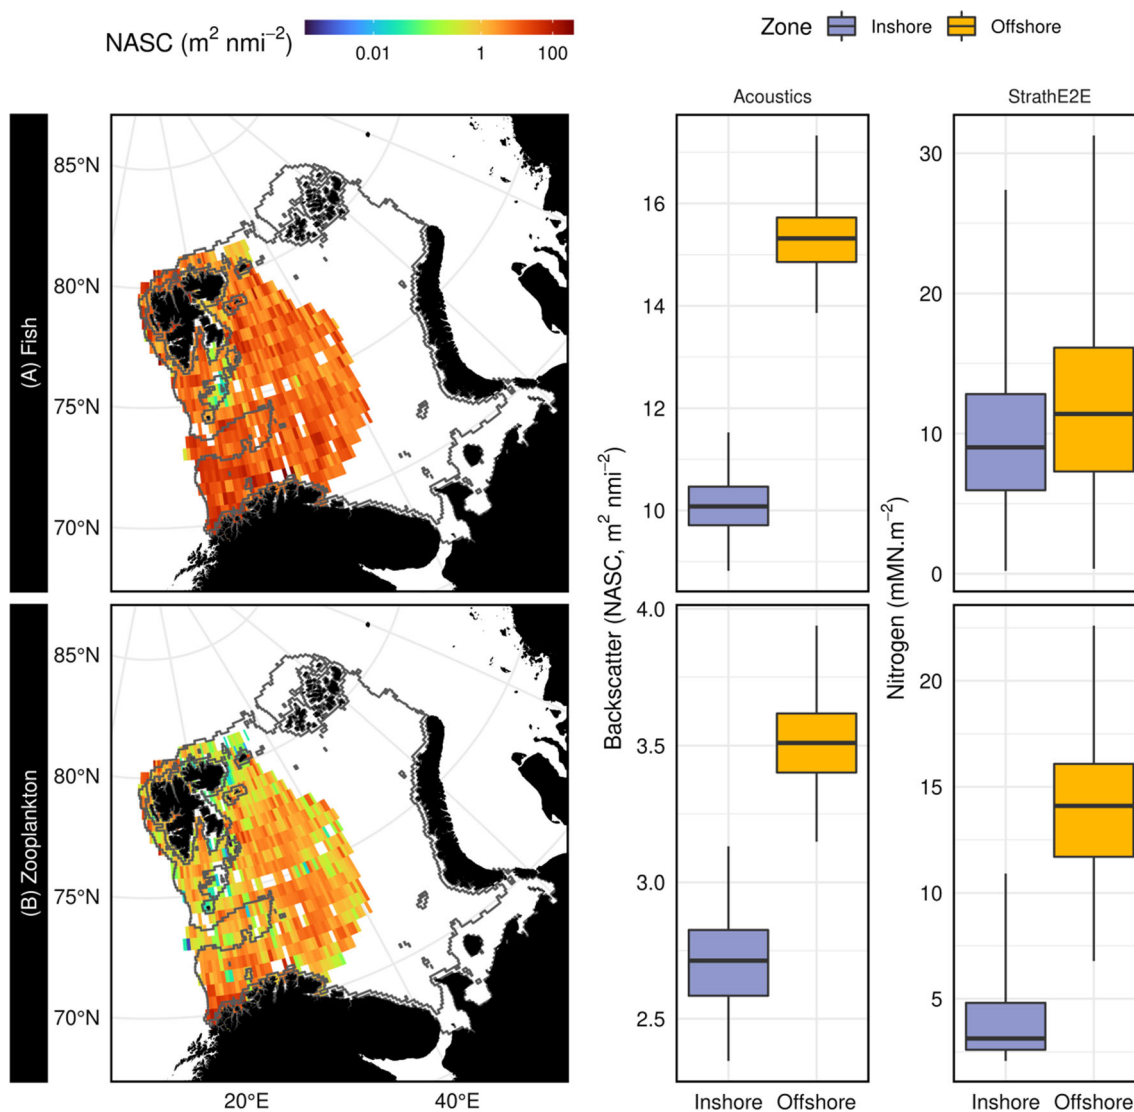 NASC (m² nmi⁻²)
0.01 1 100
Zone Inshore Offshore
Acoustics
StrathE2E
(A) Fish
85°N
80°N
75°N
70°N
Backscatter (NASC, m² nmi⁻²)
16
14
12
10
Nitrogen (mMN.m⁻²)
30
20
10
0
(B) Zooplankton
85°N
80°N
75°N
70°N
20°E 40°E
4.0
3.5
3.0
2.5
Inshore Offshore
20
15
10
5
Inshore Offshore